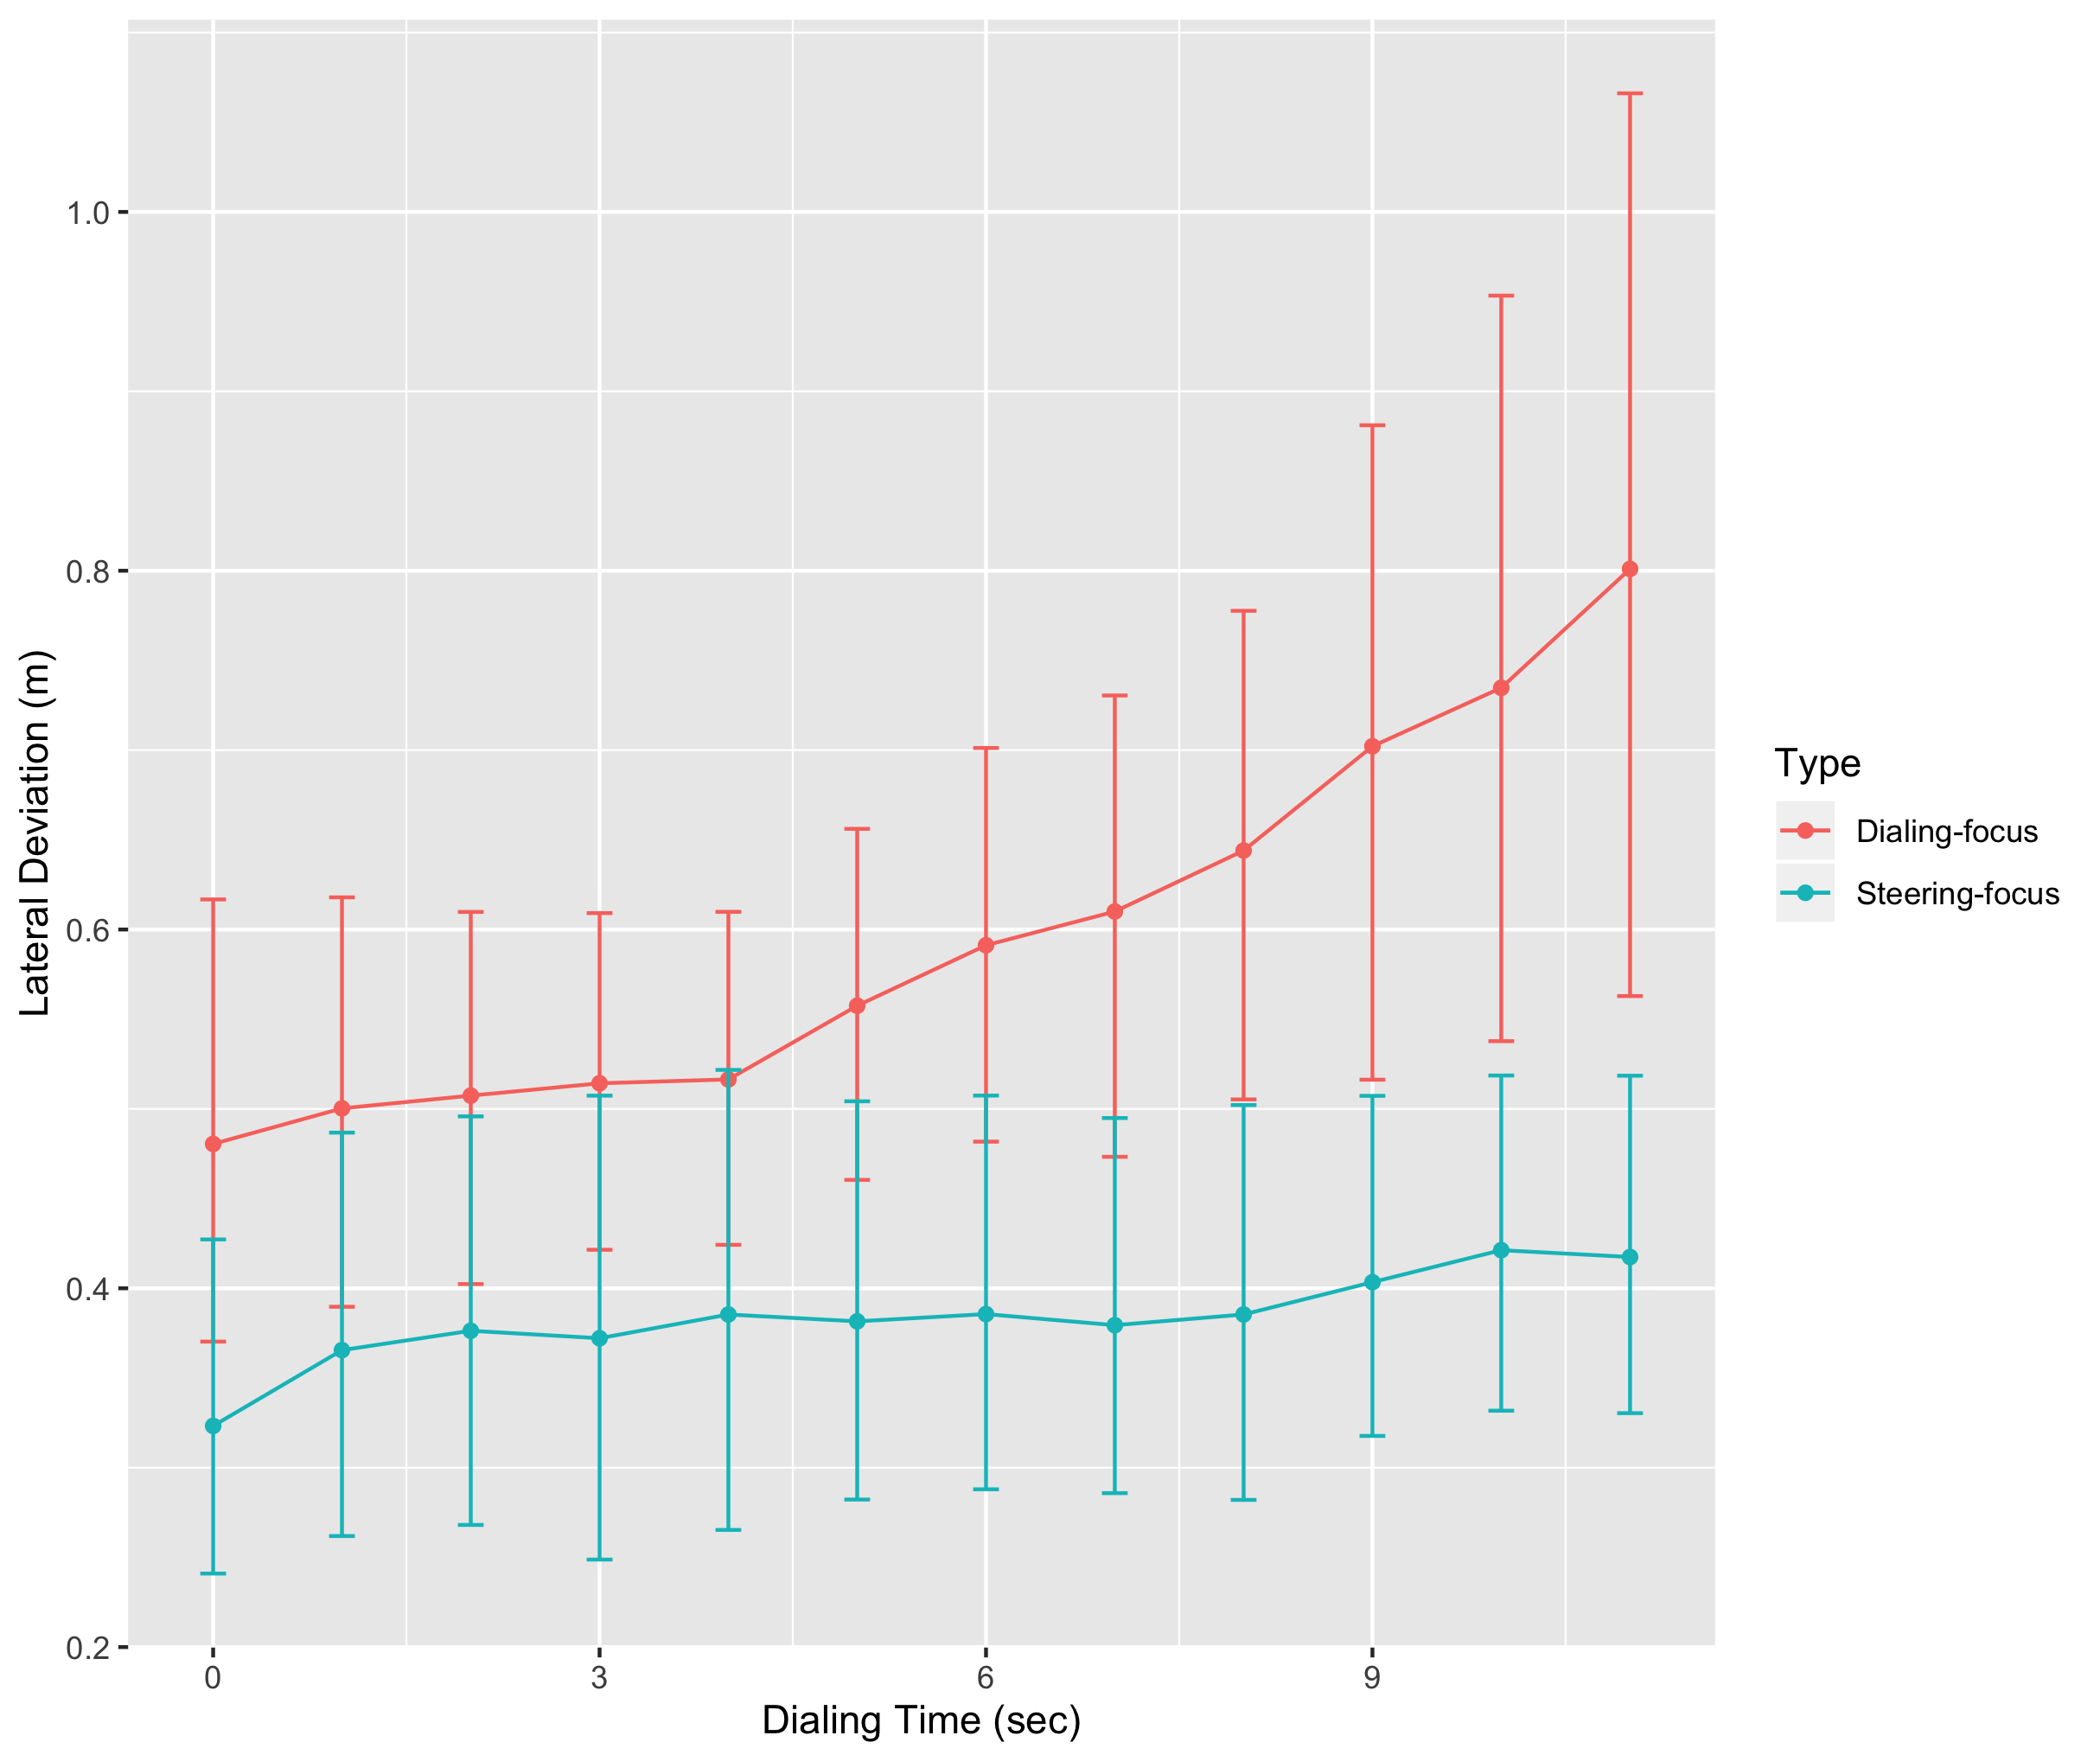 Lateral Deviation (m)
1.0
0.8
0.6
0.4
0.2
0 3 6 9
Dialing Time (sec)
Type
Dialing-focus
Steering-focus